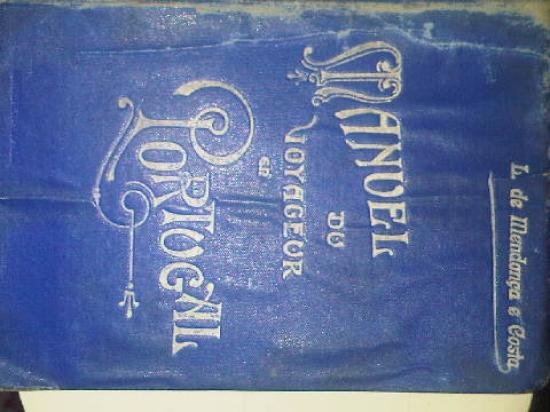 L. de Mendonça e Costa
MANUEL
DU
VOYAGEUR
en
PORTUGAL